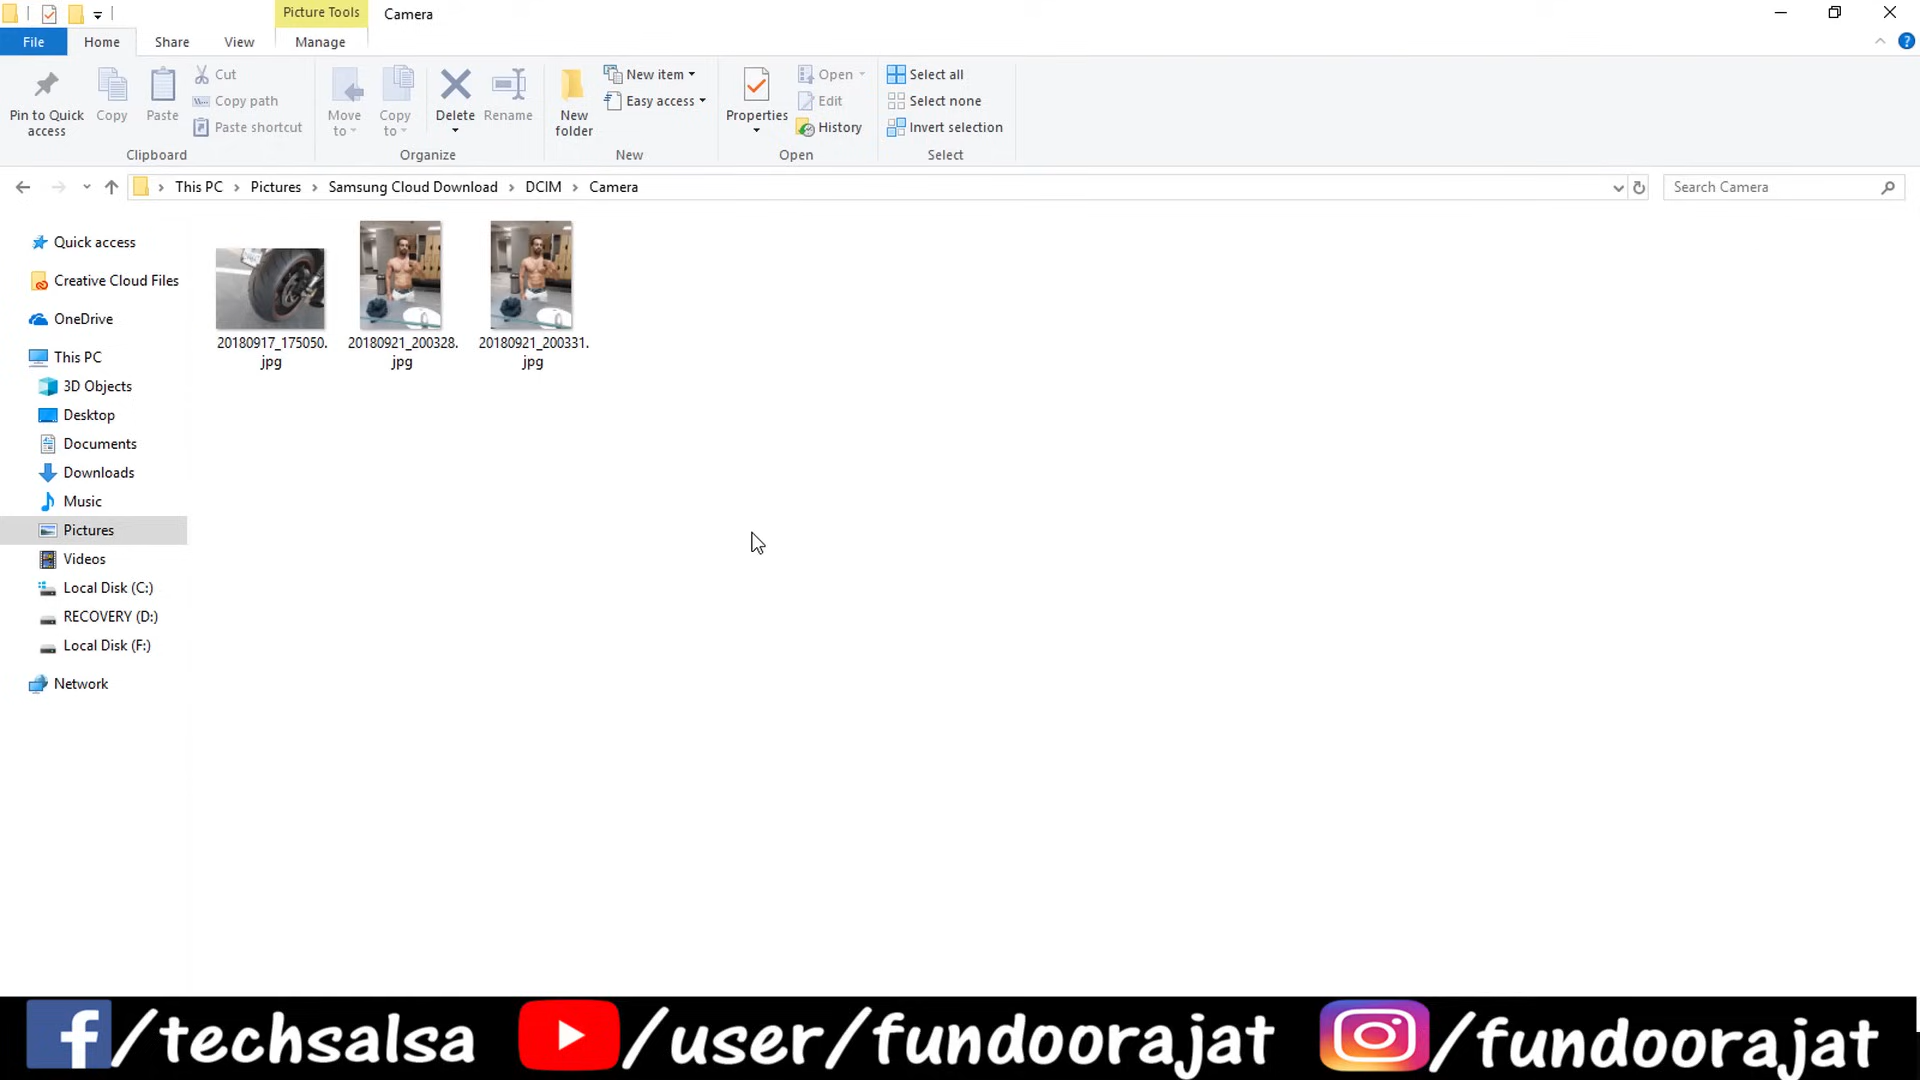 Picture Tools
Camera
File
Home
Share
View
Manage
Pin to Quick access
Copy
Paste
Cut
Copy path
Paste shortcut
Clipboard
Move to
Copy to
Delete
Rename
Organize
New folder
New item
Easy access
New
Properties
Open
Edit
History
Open
Select all
Select none
Invert selection
Select
This PC > Pictures > Samsung Cloud Download > DCIM > Camera
Search Camera
Quick access
Creative Cloud Files
OneDrive
This PC
3D Objects
Desktop
Documents
Downloads
Music
Pictures
Videos
Local Disk (C:)
RECOVERY (D:)
Local Disk (F:)
Network
20180917_175050.
jpg
20180921_200328.
jpg
20180921_200331.
jpg
f/techsalsa
/user/fundoorajat
/fundoorajat